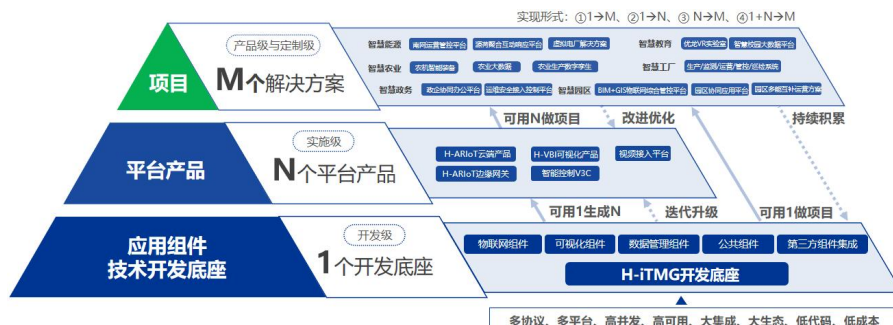 实现形式：①1→M、②1→N、③N→M、④1+N→M
产品级与定制级
项目
M个解决方案
智慧能源 南网运营管控平台 源荷聚合互动响应平台 虚拟电厂解决方案 智慧教育 优龙VR实验室 智慧校园大数据平台
智慧农业 农机智能装备 农业大数据 农业生产数字孪生 智慧工厂 生产/监测/运营/管控/巡检系统
智慧政务 政企协同办公平台 运维安全接入控制平台 智慧园区 BIM+GIS物联网综合管控平台 园区协同应用平台 园区多能互补运营方案
可用N做项目 改进优化 持续积累
实施级
平台产品
N个平台产品
H-ARIoT云端产品 H-VBI可视化产品 视频接入平台
H-ARIoT边缘网关 智能控制V3C
可用1生成N 迭代升级 可用1做项目
开发级
应用组件
技术开发底座
1个开发底座
物联网组件 可视化组件 数据管理组件 公共组件 第三方组件集成
H-iTMG开发底座
多协议、多平台、高并发、高可用、大集成、大生态、低代码、低成本